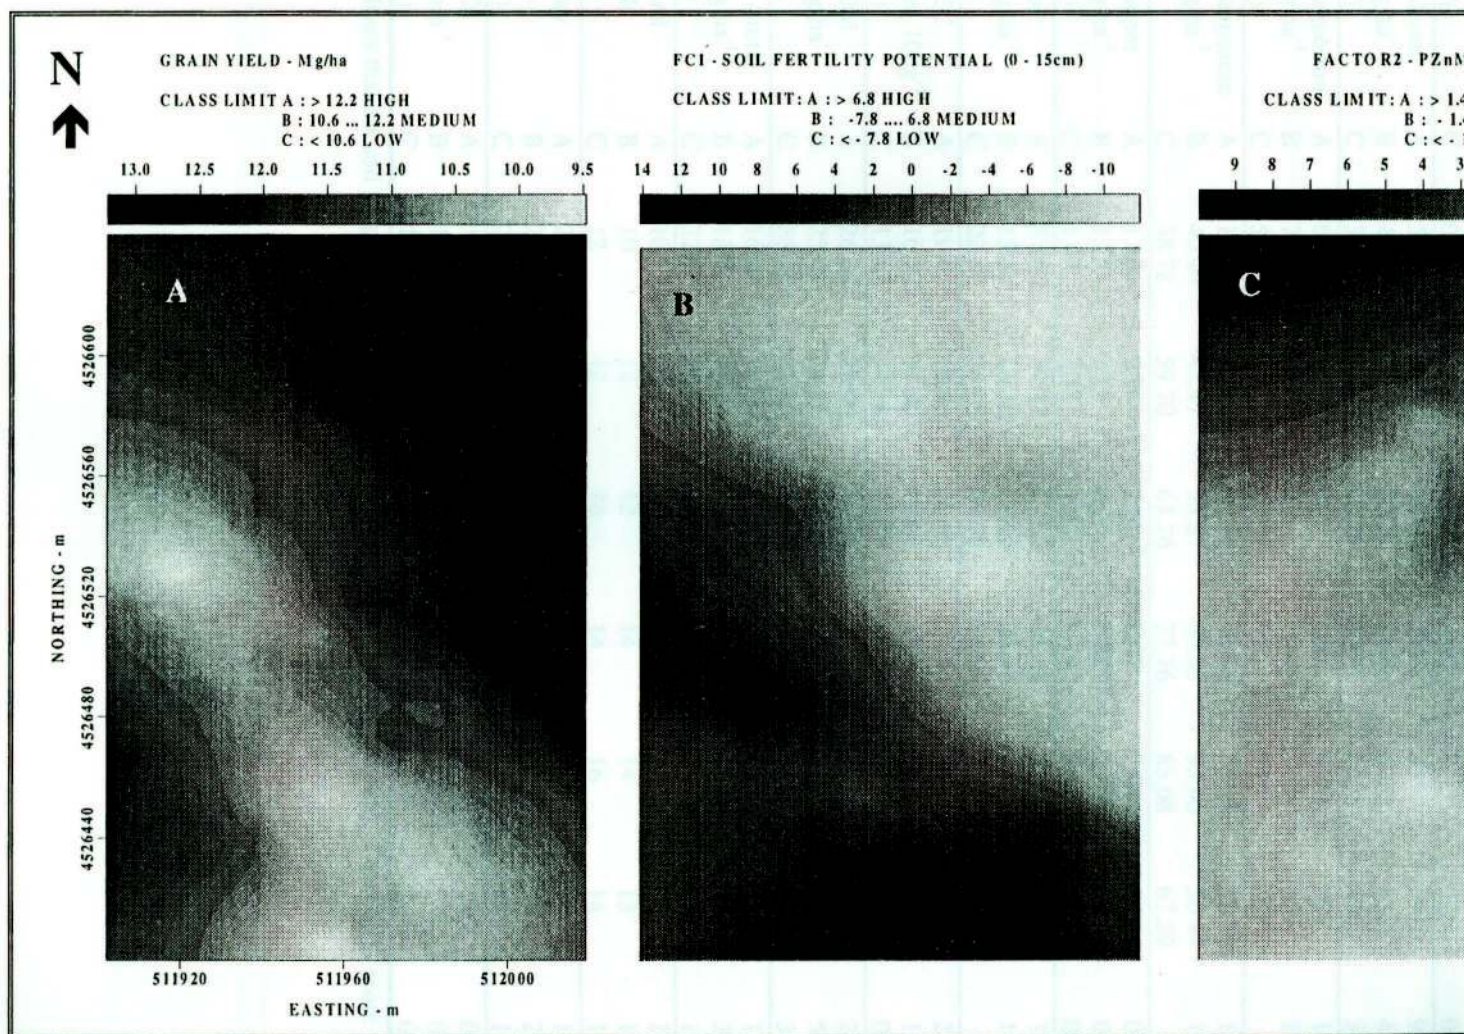 N
GRAIN YIELD - Mg/ha
CLASS LIMIT A : > 12.2 HIGH
B : 10.6 ... 12.2 MEDIUM
C : < 10.6 LOW
13.0 12.5 12.0 11.5 11.0 10.5 10.0 9.5
A
4526600
4526560
4526520
4526480
4526440
NORTHING - m
511920 511960 512000
EASTING - m
FCI - SOIL FERTILITY POTENTIAL (0 - 15cm)
CLASS LIMIT: A : > 6.8 HIGH
B : -7.8 .... 6.8 MEDIUM
C : < - 7.8 LOW
14 12 10 8 6 4 2 0 -2 -4 -6 -8 -10
B
FACTOR2 - PZn
CLASS LIMIT: A : > 1.4
B : - 1.
C : < -
9 8 7 6 5 4 3
C